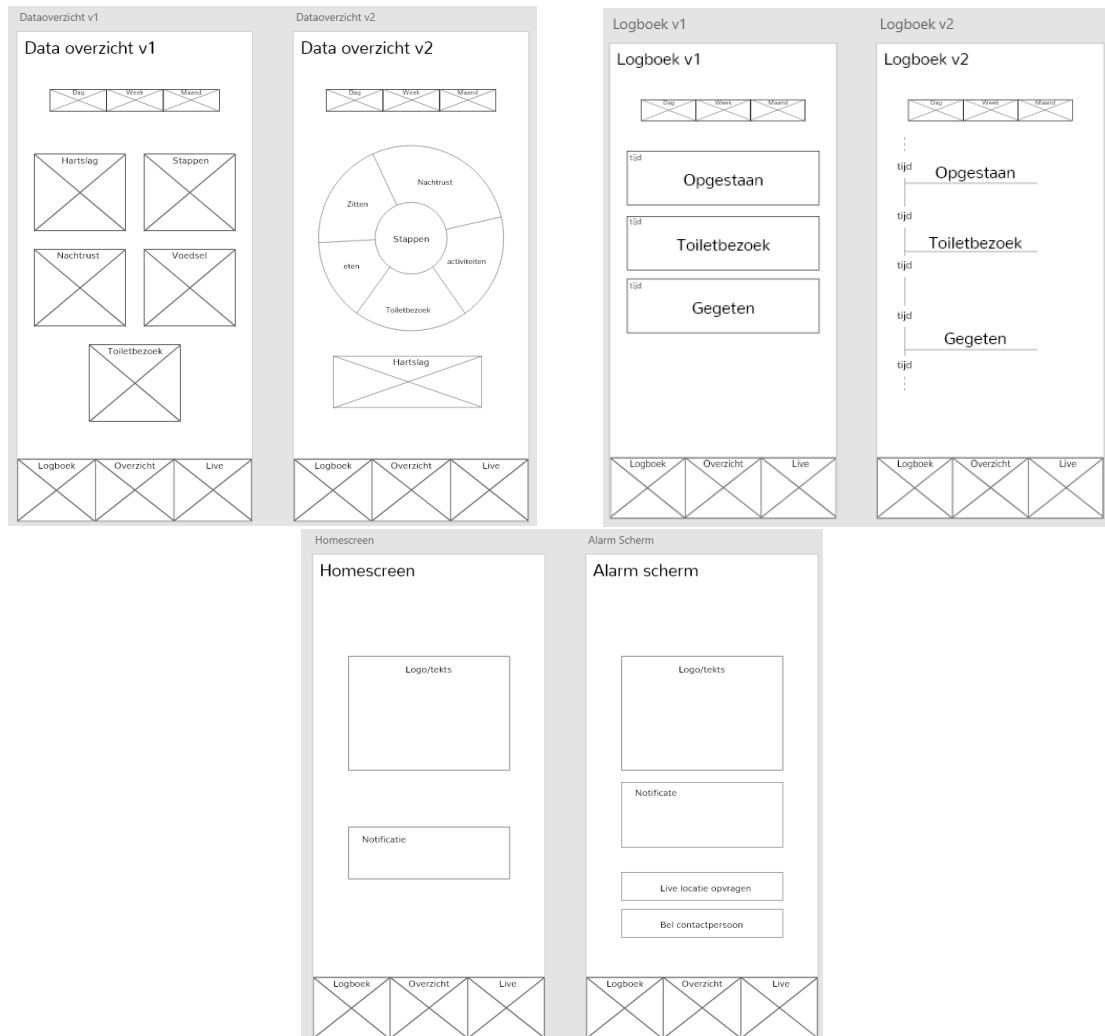 Dataoverzicht v1
Data overzicht v1
Dag Week Maand
Hartslag Stappen
Nachtrust Voedsel
Toiletbezoek
Logboek Overzicht Live
Dataoverzicht v2
Data overzicht v2
Dag Week Maand
Nachtrust
Zitten
Stappen
activiteiten
eten
Toiletbezoek
Hartslag
Logboek Overzicht Live
Logboek v1
Logboek v1
Dag Week Maand
tijd
Opgestaan
tijd
Toiletbezoek
tijd
Gegeten
Logboek Overzicht Live
Logboek v2
Logboek v2
Dag Week Maand
tijd
Opgestaan
tijd
Toiletbezoek
tijd
tijd
Gegeten
tijd
Logboek Overzicht Live
Homescreen
Homescreen
Logo/tekts
Notificatie
Logboek Overzicht Live
Alarm Scherm
Alarm scherm
Logo/tekts
Notificate
Live locatie opvragen
Bel contactpersoon
Logboek Overzicht Live